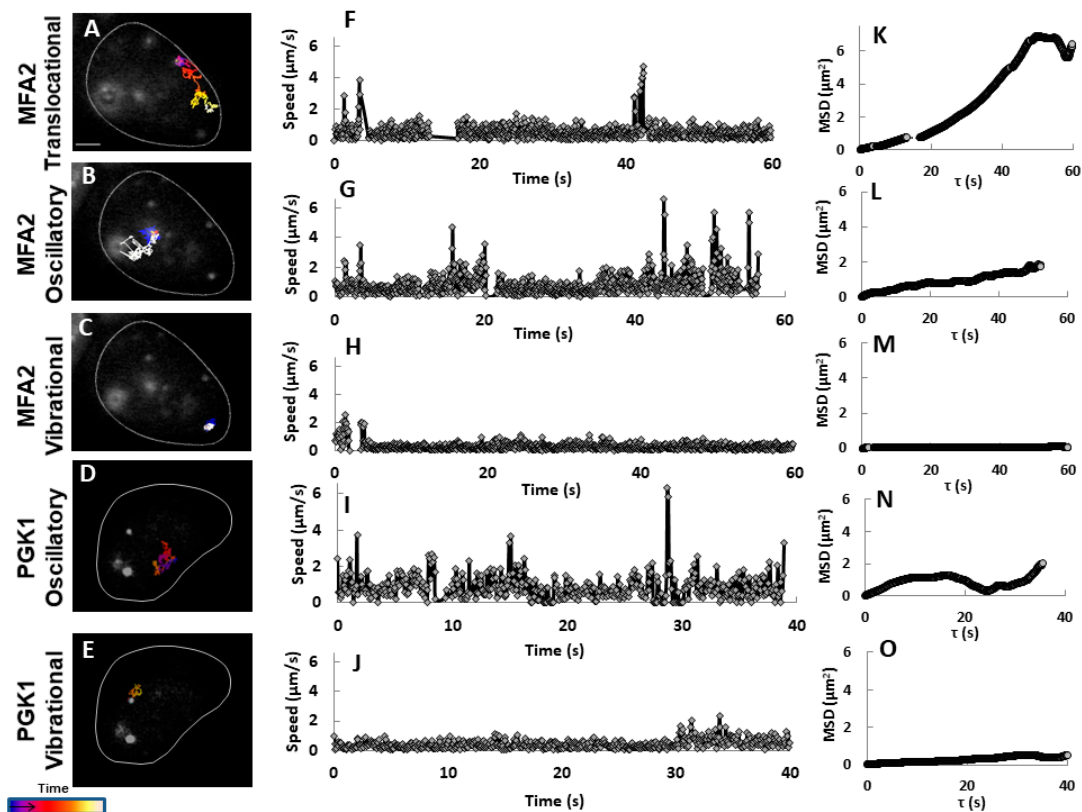 MFA2
Translocational
A
F
Speed (µm/s)
6
4
2
0
0
20
40
60
Time (s)
K
MSD (µm²)
6
4
2
0
0
20
40
60
τ (s)
MFA2
Oscillatory
B
G
Speed (µm/s)
6
4
2
0
0
20
40
60
Time (s)
L
MSD (µm²)
6
4
2
0
0
20
40
60
τ (s)
MFA2
Vibrational
C
H
Speed (µm/s)
6
4
2
0
0
20
40
60
Time (s)
M
MSD (µm²)
6
4
2
0
0
20
40
60
τ (s)
PGK1
Oscillatory
D
I
Speed (µm/s)
6
4
2
0
0
10
20
30
40
Time (s)
N
MSD (µm²)
6
4
2
0
0
20
40
τ (s)
PGK1
Vibrational
E
J
Speed (µm/s)
6
4
2
0
0
10
20
30
40
Time (s)
O
MSD (µm²)
6
4
2
0
0
20
40
τ (s)
Time